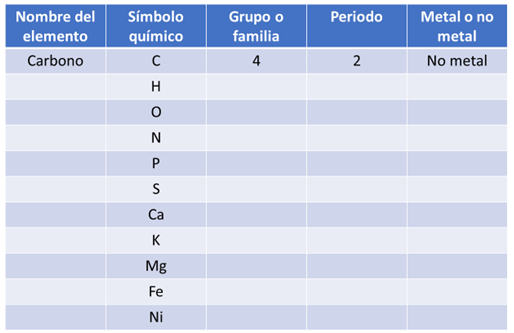 Nombre del elemento Símbolo químico Grupo o familia Periodo Metal o no metal
Carbono C 4 2 No metal
H
O
N
P
S
Ca
K
Mg
Fe
Ni